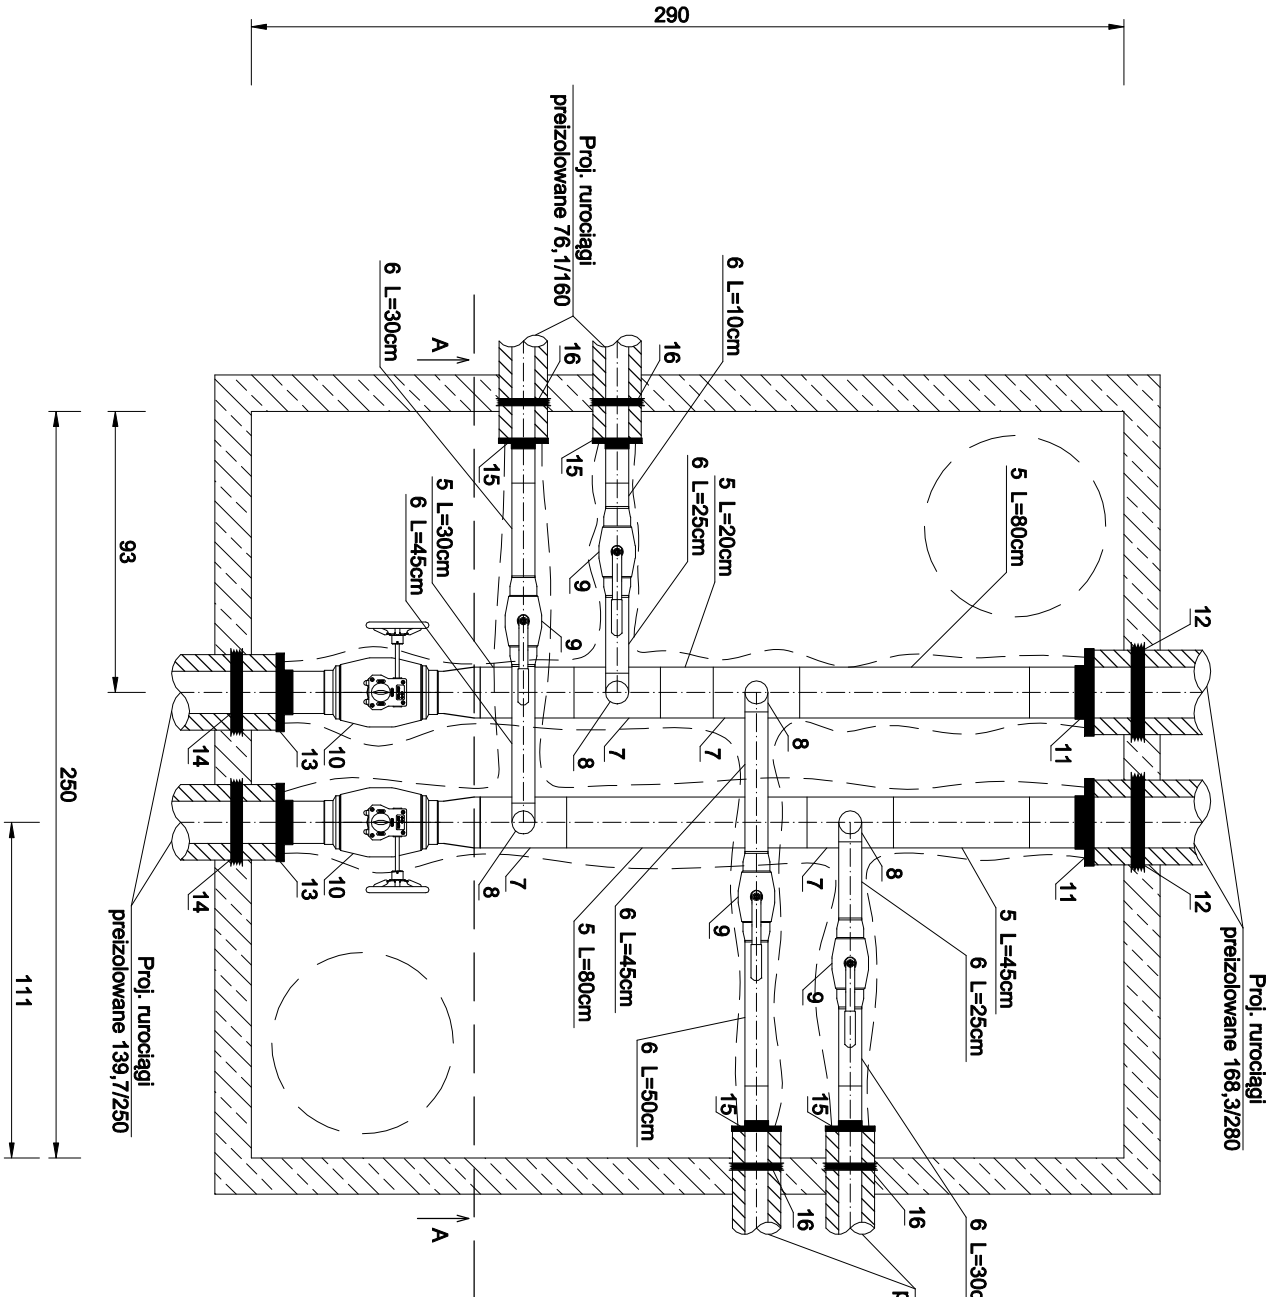 290
Proj. rurociągi
preizolowane 76,1/160
6 L=30cm
6 L=10cm
16
16
A
15
15
5 L=20cm
6 L=25cm
5 L=30cm
6 L=45cm
5 L=80cm
12
93
9
9
250
14
13
10
8
7
7
8
11
14
13
10
8
7
7
8
11
12
111
Proj. rurociągi
preizolowane 139,7/250
6 L=45cm
5 L=80cm
9
9
5 L=45cm
6 L=25cm
6 L=50cm
15
15
16
16
Proj. rurociągi
preizolowane 168,3/280
A
6 L=30c
p